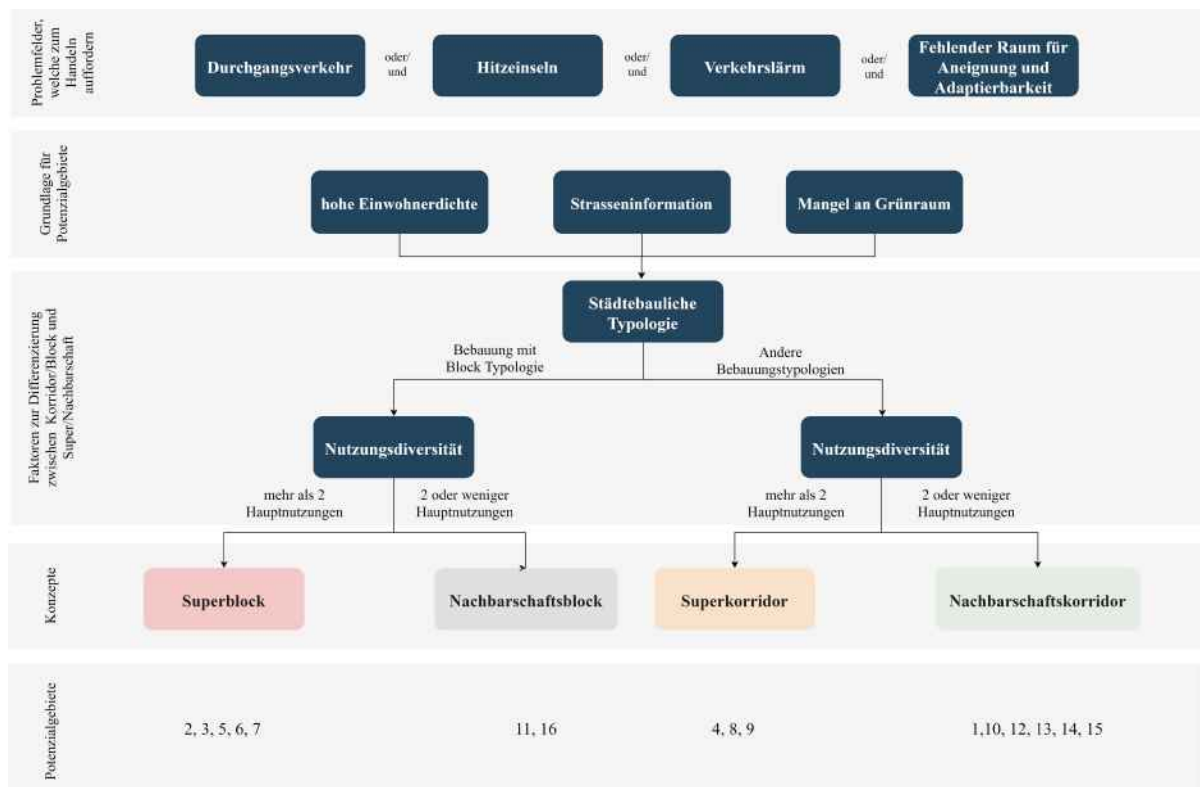 Problemfelder,
welche zum
Handeln
auffordern
Durchgangsverkehr
oder/
und
Hitzeinseln
oder/
und
Verkehrslärm
oder/
und
Fehlender Raum für
Aneignung und
Adaptierbarkeit
Grundlage für
Potenzialgebiete
hohe Einwohnerdichte
Strasseninformation
Mangel an Grünraum
Faktoren zur Differenzierung
zwischen Korridor/Block und
Super/Nachbarschaft
Städtebauliche
Typologie
Bebauung mit
Block Typologie
Andere
Bebauungstypologien
Nutzungsdiversität
Nutzungsdiversität
mehr als 2
Hauptnutzungen
2 oder weniger
Hauptnutzungen
mehr als 2
Hauptnutzungen
2 oder weniger
Hauptnutzungen
Konzepte
Superblock
Nachbarschaftsblock
Superkorridor
Nachbarschaftskorridor
Potenzialgebiete
2, 3, 5, 6, 7
11, 16
4, 8, 9
1,10, 12, 13, 14, 15